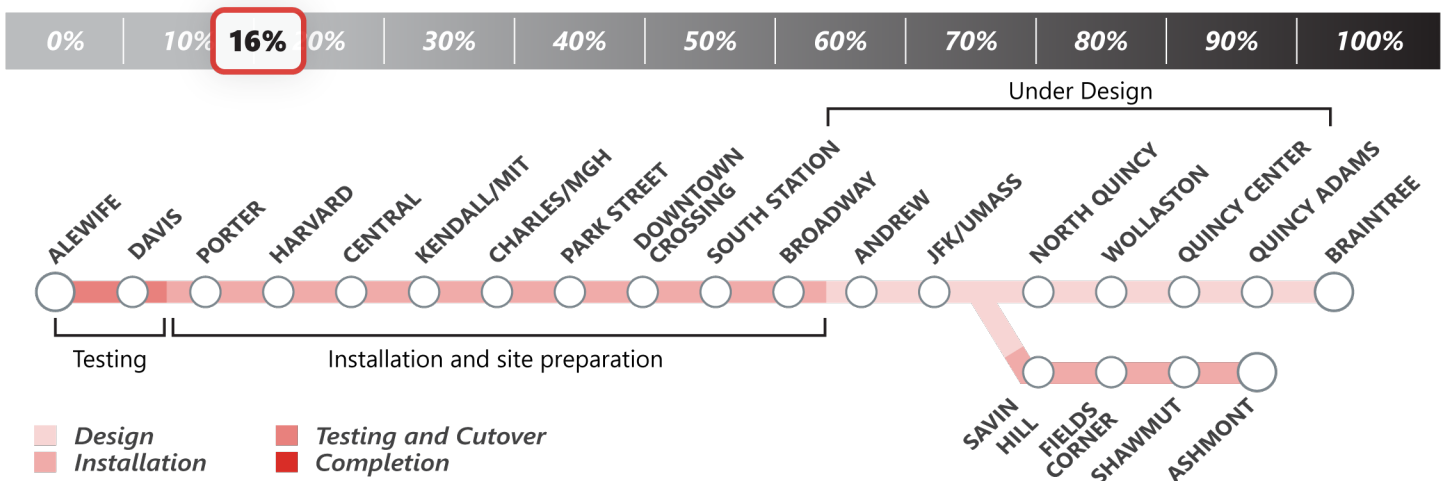 0% 10% 16% 0% 30% 40% 50% 60% 70% 80% 90% 100%
Under Design
ALEWIFE
DAVIS
PORTER
HARVARD
CENTRAL
KENDALL/MIT
CHARLES/MGH
PARK STREET
DOWNTOWN
CROSSING
SOUTH STATION
BROADWAY
ANDREW
JFK/UMASS
NORTH QUINCY
WOLLASTON
QUINCY CENTER
QUINCY ADAMS
BRAINTREE
Testing
Installation and site preparation
SAVIN
HILL
FIELDS
CORNER
SHAWMUT
ASHMONT
Design
Installation
Testing and Cutover
Completion